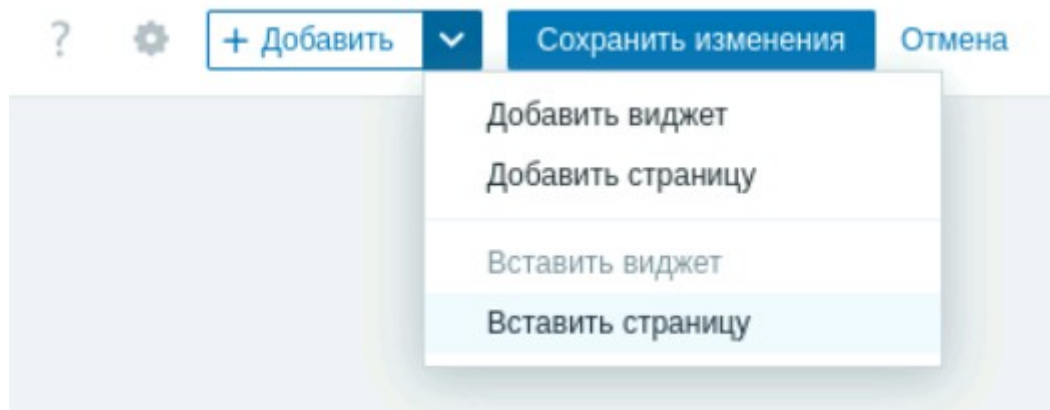 ? + Добавить Сохранить изменения Отмена
Добавить виджет
Добавить страницу
Вставить виджет
Вставить страницу